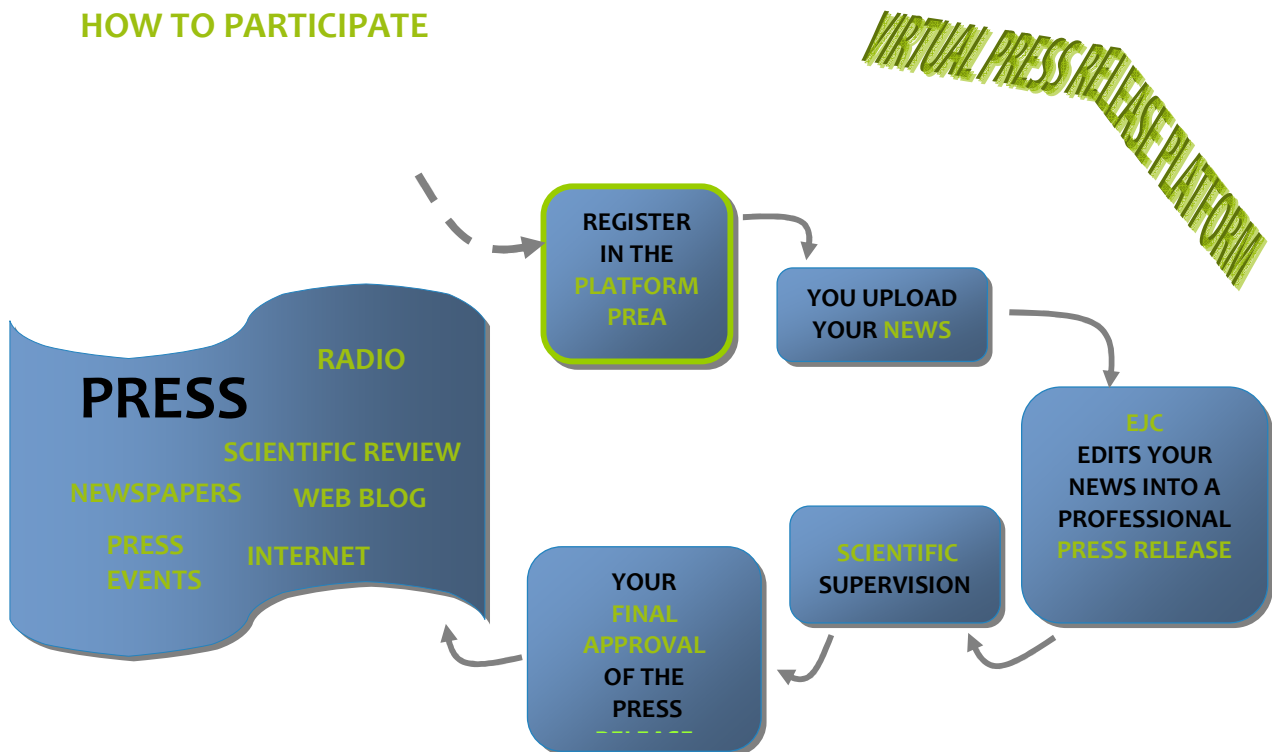 HOW TO PARTICIPATE
VIRTUAL PRESS RELEASE PLATFORM
REGISTER
IN THE
PLATFORM
PREA
YOU UPLOAD
YOUR NEWS
EJC
EDITS YOUR
NEWS INTO A
PROFESSIONAL
PRESS RELEASE
SCIENTIFIC
SUPERVISION
YOUR
FINAL
APPROVAL
OF THE
PRESS
RELEASE
PRESS
RADIO
SCIENTIFIC REVIEW
NEWSPAPERS
WEB BLOG
PRESS
EVENTS
INTERNET